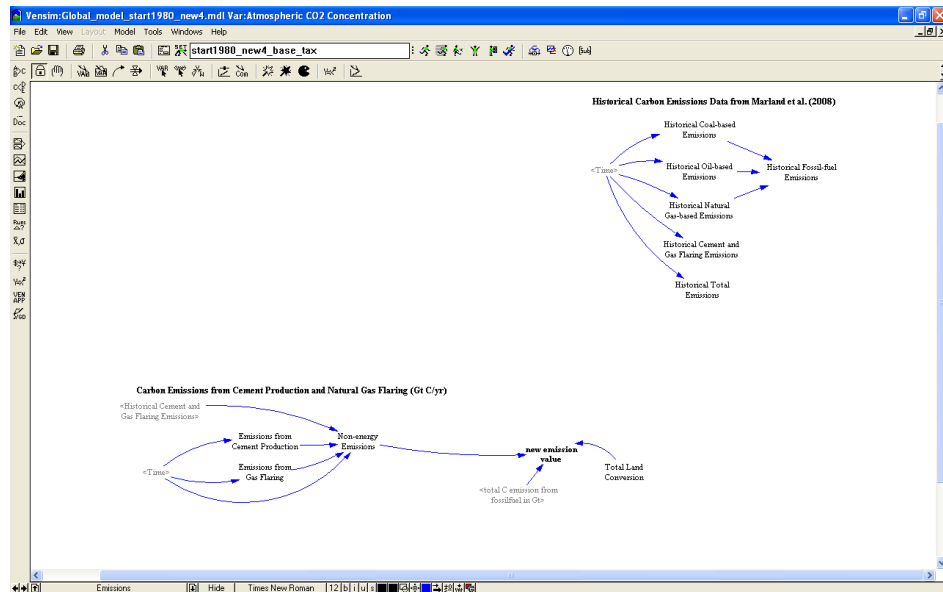 Vensim:Global_model_start1980_new4.mdl Var:Atmospheric CO2 Concentration
File Edit View Layout Model Tools Windows Help
start1980_new4_base_tax
Doc
Historical Carbon Emissions Data from Marland et al. (2008)
Historical Coal-based
Emissions
<Time>
Historical Oil-based
Emissions
Historical Fossil-fuel
Emissions
Historical Natural
Gas-based Emissions
Historical Cement and
Gas Flaring Emissions
Historical Total
Emissions
Carbon Emissions from Cement Production and Natural Gas Flaring (Gt C/yr)
<Historical Cement and
Gas Flaring Emissions>
Emissions from
Cement Production
Non-energy
Emissions
<Time>
Emissions from
Gas Flaring
new emission
value
Total Land
Conversion
<total C emission from
fossilfuel in Gt>
Emissions Hide Times New Roman 12 b i u s